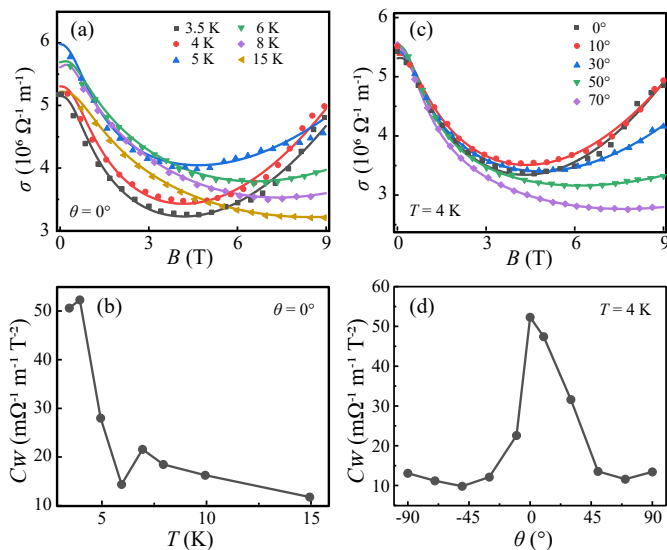 (a)
3.5 K
4 K
5 K
6 K
8 K
15 K
σ (10⁶ Ω⁻¹ m⁻¹)
6
5
4
3
θ = 0°
0 3 6 9
B (T)
(c)
0°
10°
30°
50°
70°
σ (10⁶ Ω⁻¹ m⁻¹)
6
5
4
3
2
T = 4 K
0 3 6 9
B (T)
(b)
θ = 0°
Cw (mΩ⁻¹ m⁻¹ T⁻²)
50
40
30
20
10
5 10 15
T (K)
(d)
T = 4 K
Cw (mΩ⁻¹ m⁻¹ T⁻²)
60
50
40
30
20
10
-90 -45 0 45 90
θ (°)